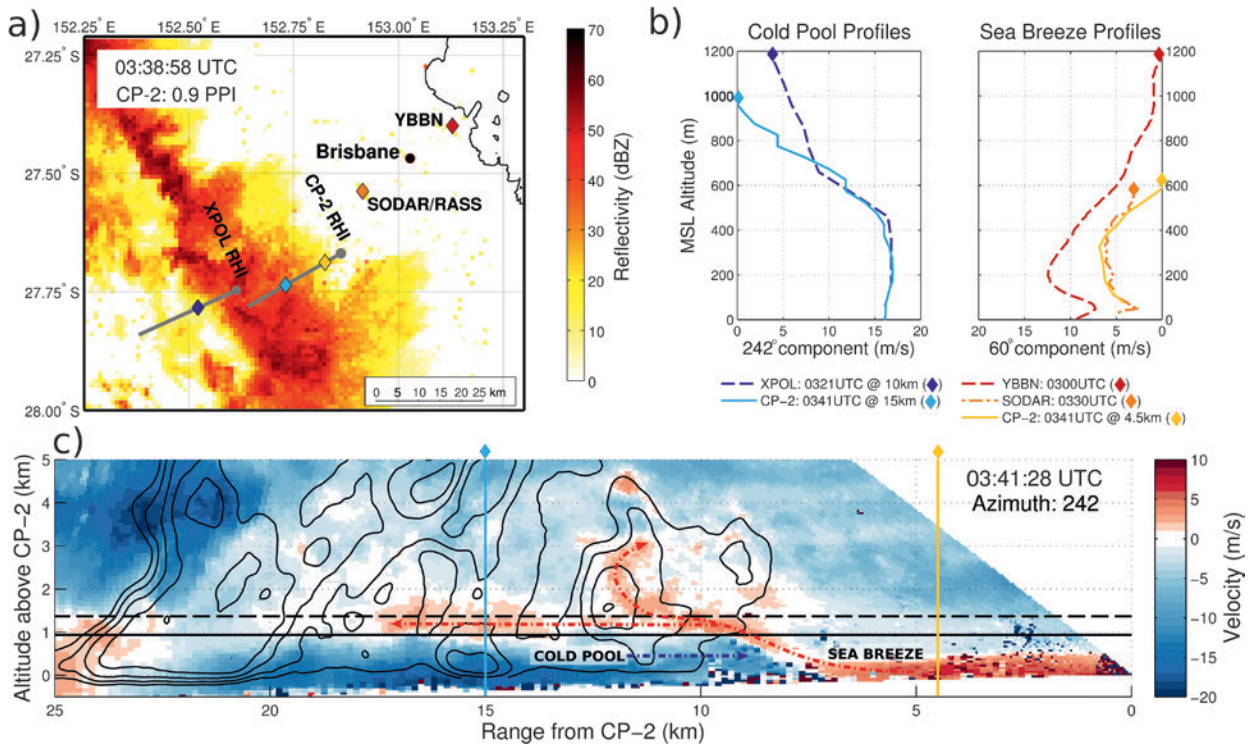 a)
152.25° E 152.50° E 152.75° E 153.00° E 153.25° E
27.25° S
27.50° S
27.75° S
28.00° S
03:38:58 UTC
CP-2: 0.9 PPI
YBBN
Brisbane
SODAR/RASS
CP-2 RHI
XPOL RHI
0 5 10 15 20 25 km
70
60
50
40
30
20
10
0
Reflectivity (dBZ)
b)
Cold Pool Profiles
1200
1000
800
600
400
200
0
MSL Altitude (m)
0 5 10 15 20
242° component (m/s)
XPOL: 0321UTC @ 10km ( )
CP-2: 0341UTC @ 15km ( )
Sea Breeze Profiles
1200
1000
800
600
400
200
0
20 15 10 5 0
60° component (m/s)
YBBN: 0300UTC ( )
SODAR: 0330UTC ( )
CP-2: 0341UTC @ 4.5km ( )
c)
5
4
3
2
1
0
Altitude above CP-2 (km)
03:41:28 UTC
Azimuth: 242
COLD POOL
SEA BREEZE
25 20 15 10 5 0
Range from CP-2 (km)
10
5
0
-5
-10
-15
-20
Velocity (m/s)